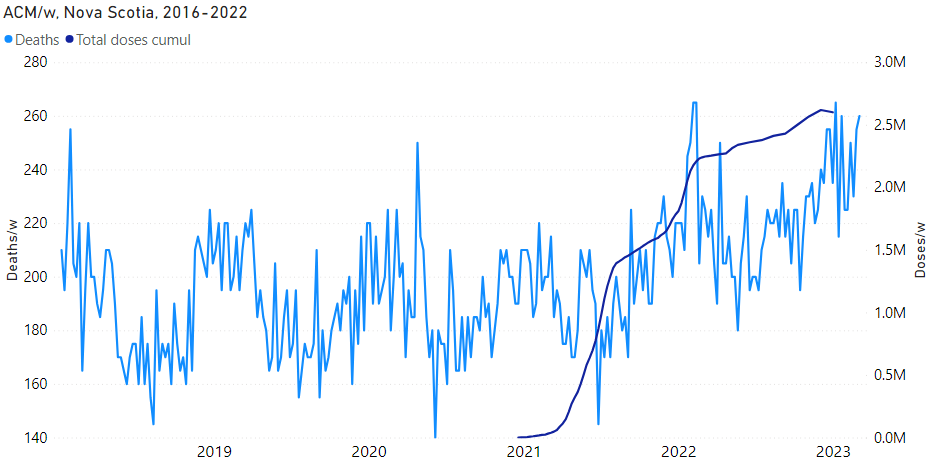 ACM/w, Nova Scotia, 2016-2022
Deaths Total doses cumul
280 3.0M
260 2.5M
240 2.0M
220
Deaths/w 200 1.5M Doses/w
180 1.0M
160 0.5M
140 0.0M
2019 2020 2021 2022 2023